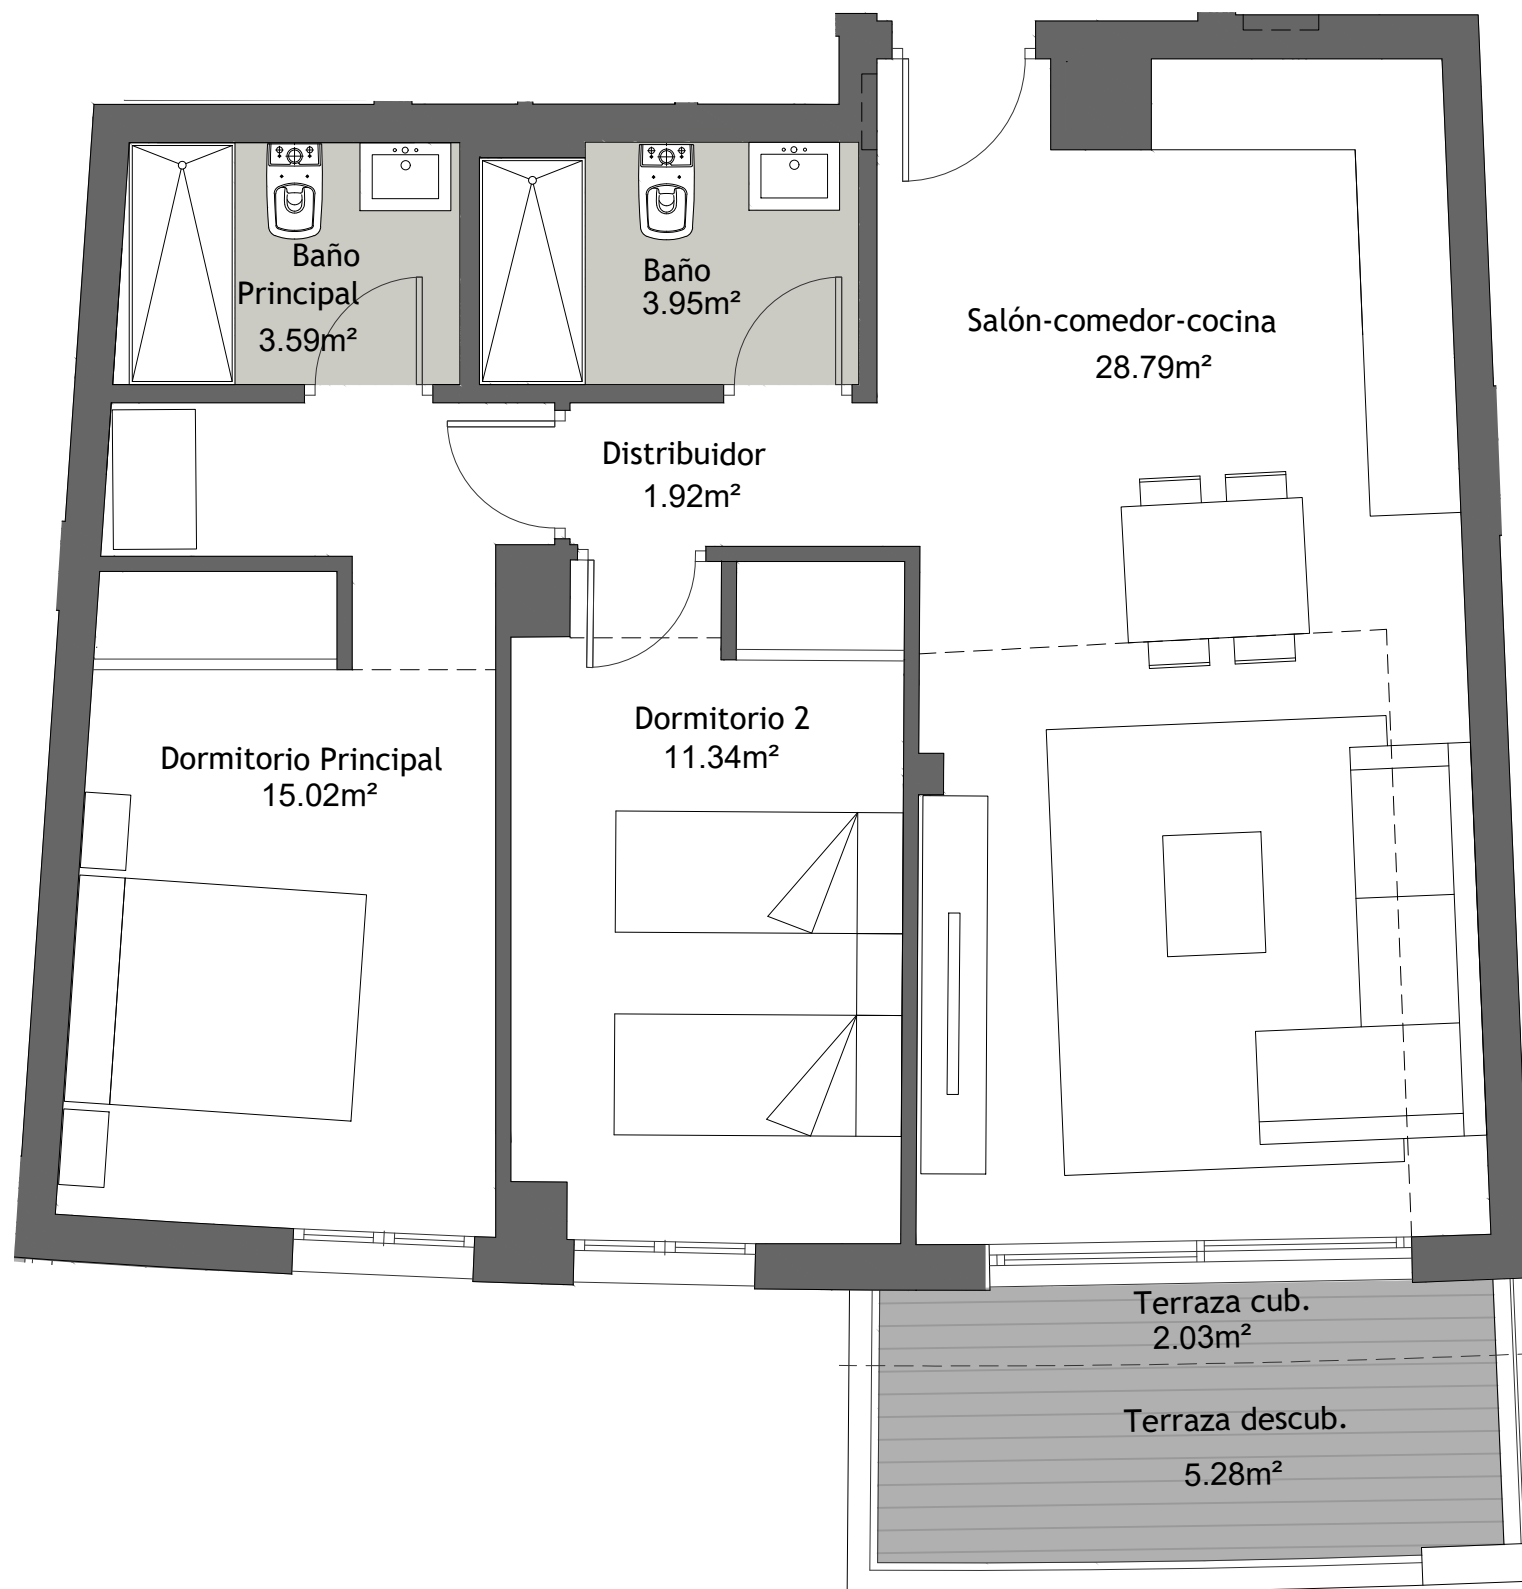 Baño
Principal
3.59m²
Baño
3.95m²
Salón-comedor-cocina
28.79m²
Distribuidor
1.92m²
Dormitorio Principal
15.02m²
Dormitorio 2
11.34m²
Terraza cub.
2.03m²
Terraza descub.
5.28m²